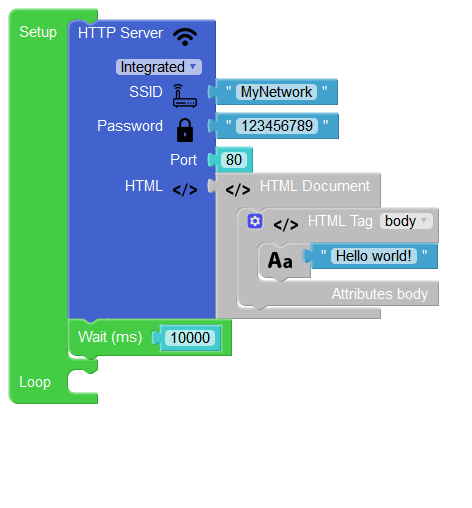 Setup
HTTP Server
Integrated
SSID " MyNetwork "
Password " 123456789 "
Port 80
HTML </> </> HTML Document
</> HTML Tag body
Aa " Hello world! "
Attributes body
Wait (ms) 10000
Loop